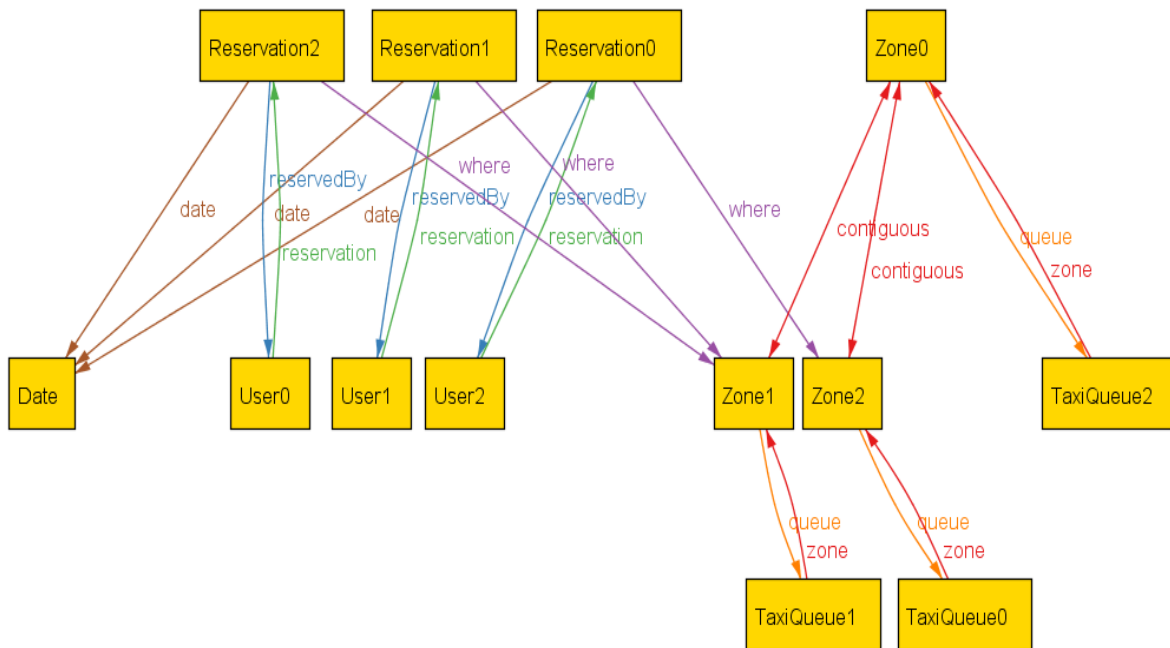 Reservation2
Reservation1
Reservation0
Zone0
where
where
reservedBy
reservedBy
reservedBy
date
date
date
where
contiguous
queue
reservation
reservation
reservation
contiguous
zone
Date
User0
User1
User2
Zone1
Zone2
TaxiQueue2
queue
queue
zone
zone
TaxiQueue1
TaxiQueue0